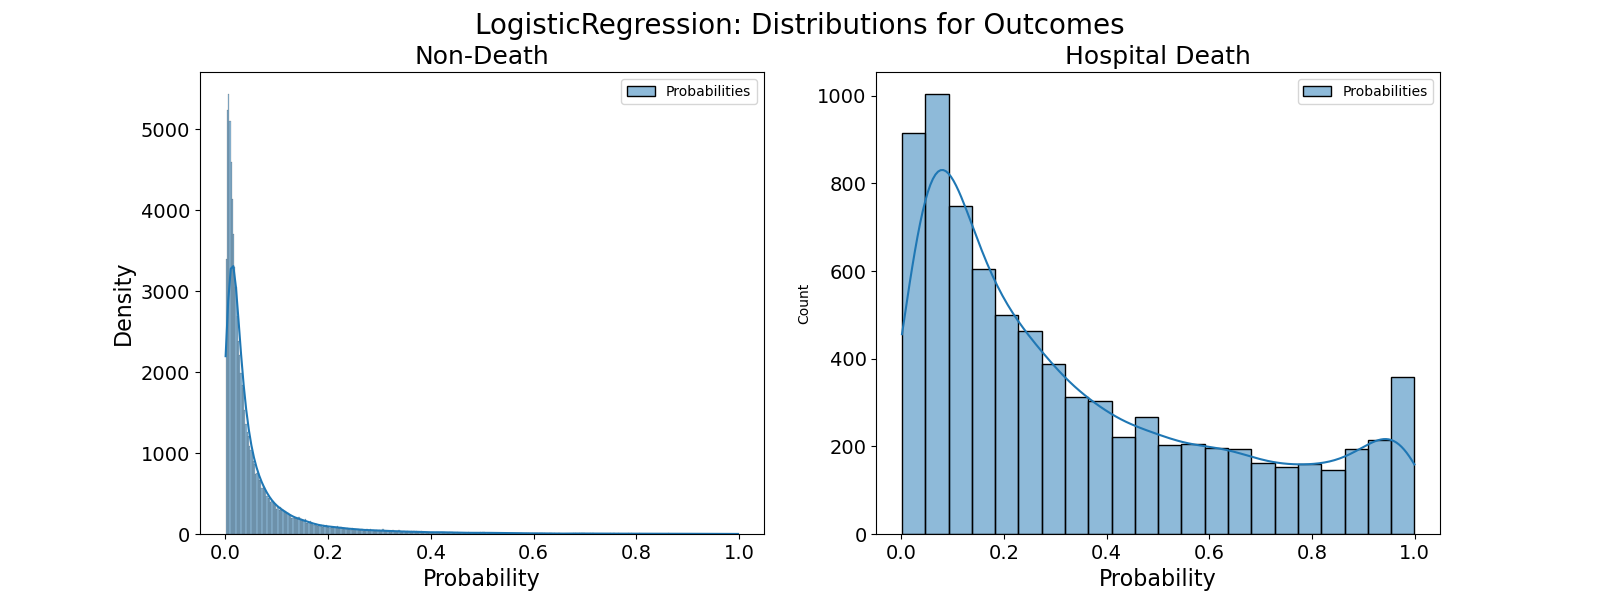 LogisticRegression: Distributions for Outcomes
Non-Death
Probabilities
Density
5000
4000
3000
2000
1000
0
0.0 0.2 0.4 0.6 0.8 1.0
Probability
Hospital Death
Probabilities
Count
1000
800
600
400
200
0
0.0 0.2 0.4 0.6 0.8 1.0
Probability